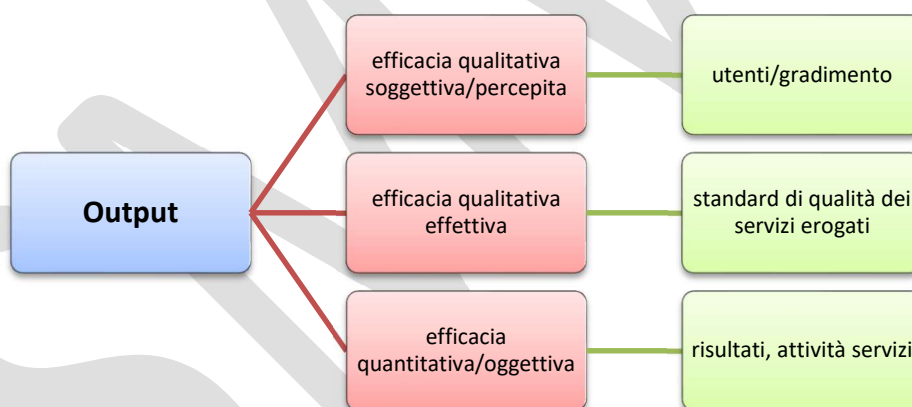 efficacia qualitativa
soggettiva/percepita
utenti/gradimento
Output
efficacia qualitativa
effettiva
standard di qualità dei
servizi erogati
efficacia
quantitativa/oggettiva
risultati, attività servizi